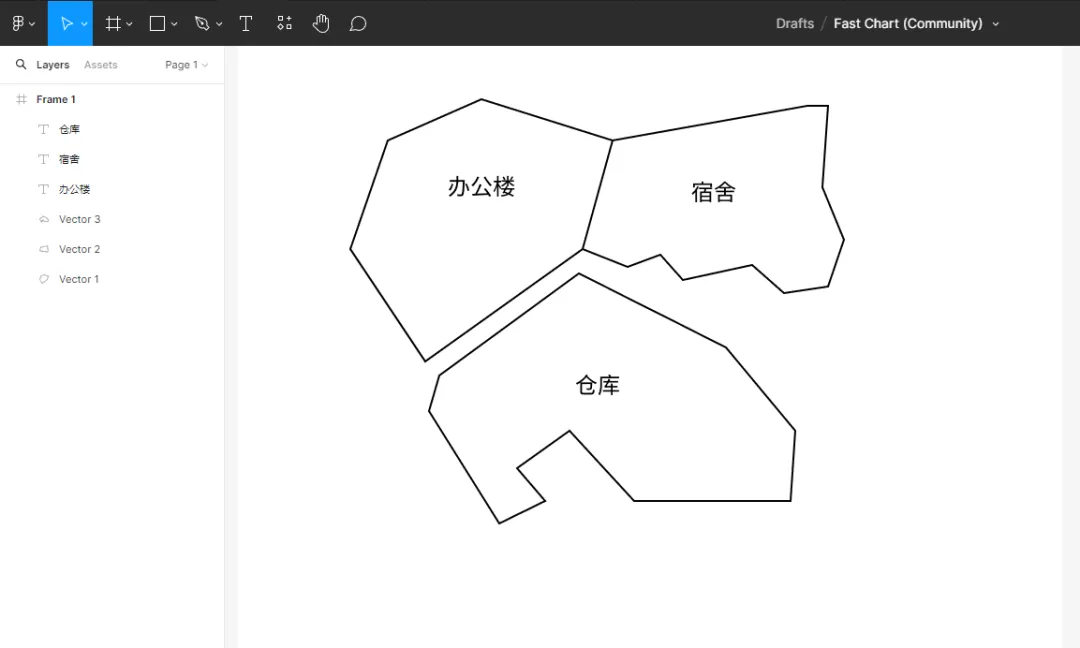 Drafts / Fast Chart (Community)
Layers Assets Page 1
Frame 1
仓库
宿舍
办公楼
Vector 3
Vector 2
Vector 1
办公楼
宿舍
仓库